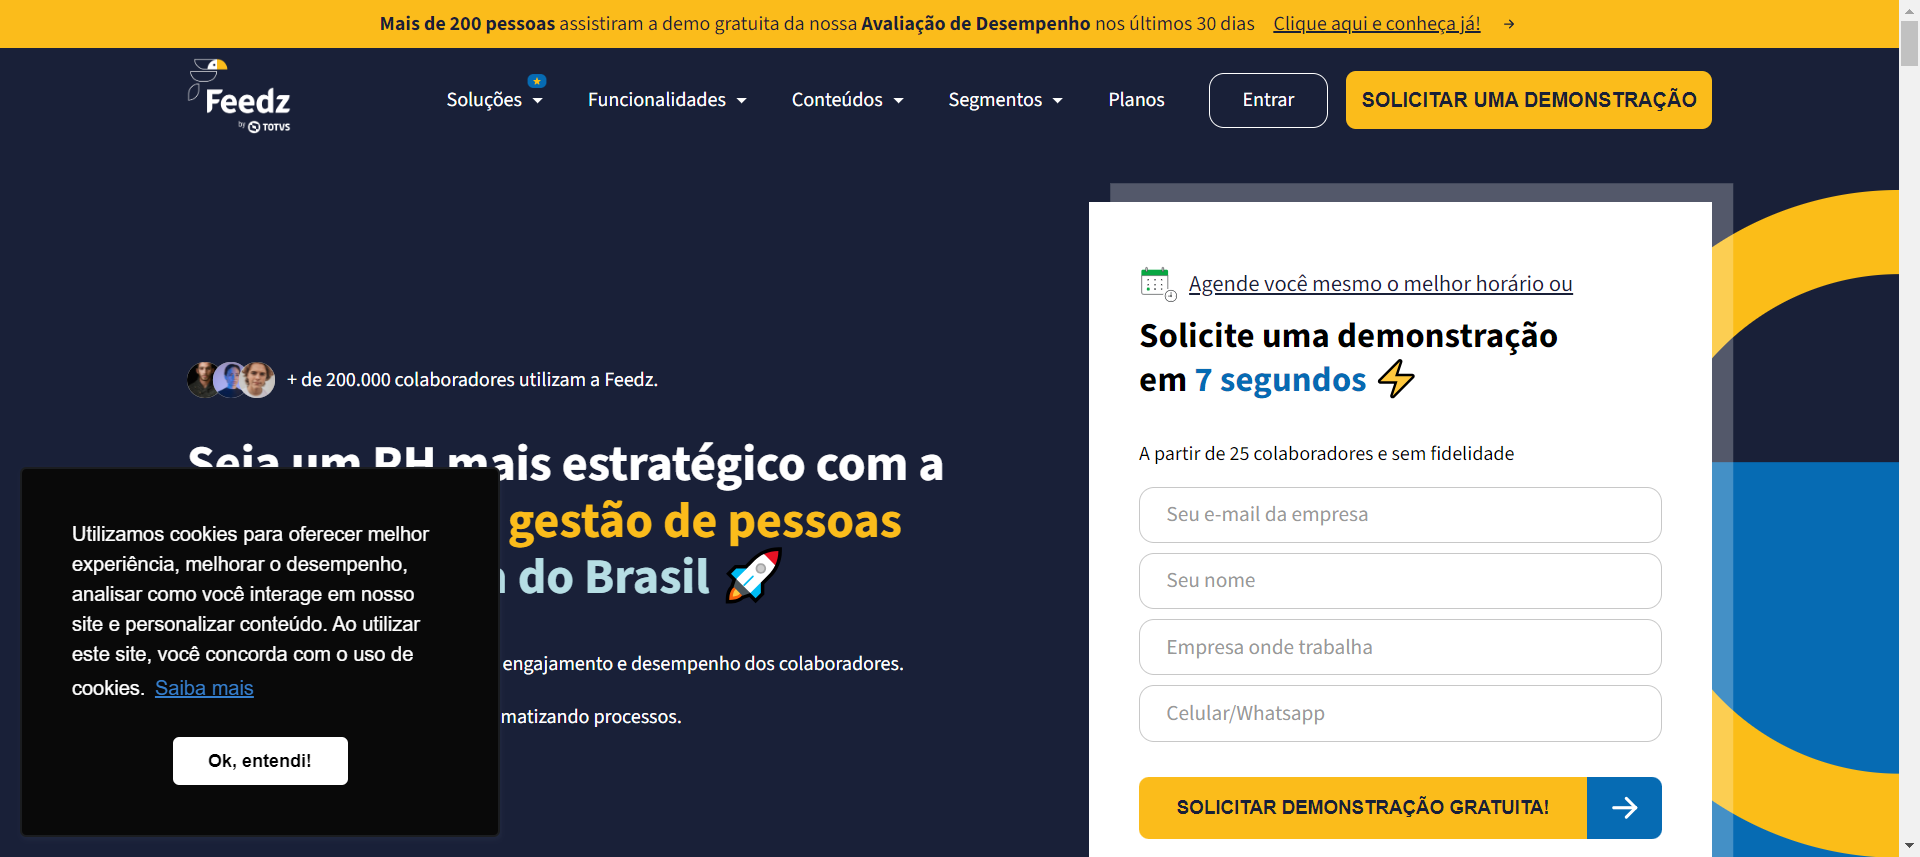 Mais de 200 pessoas assistiram a demo gratuita da nossa Avaliação de Desempenho nos últimos 30 dias Clique aqui e conheça já! →
Feedz
by TOTVS
Soluções Funcionalidades Conteúdos Segmentos Planos Entrar SOLICITAR UMA DEMONSTRAÇÃO
+ de 200.000 colaboradores utilizam a Feedz.
Seja um RH mais estratégico com a
gestão de pessoas
do Brasil
engajamento e desempenho dos colaboradores.
matizando processos.
Utilizamos cookies para oferecer melhor
experiência, melhorar o desempenho,
analisar como você interage em nosso
site e personalizar conteúdo. Ao utilizar
este site, você concorda com o uso de
cookies. Saiba mais
Ok, entendi!
Agende você mesmo o melhor horário ou
Solicite uma demonstração
em 7 segundos
A partir de 25 colaboradores e sem fidelidade
Seu e-mail da empresa
Seu nome
Empresa onde trabalha
Celular/Whatsapp
SOLICITAR DEMONSTRAÇÃO GRATUITA!